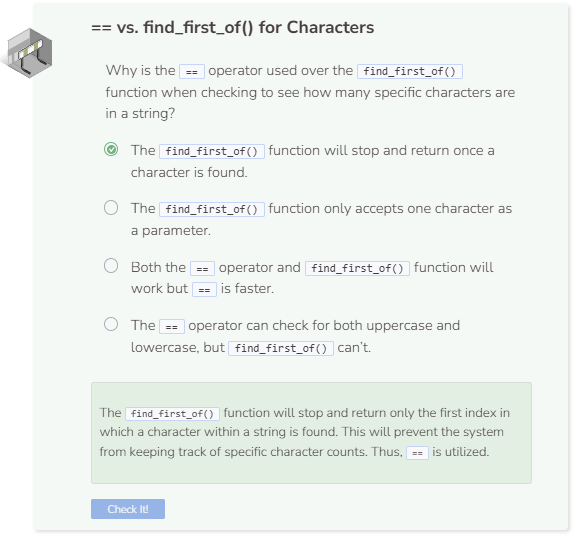 == vs. find_first_of() for Characters
Why is the == operator used over the find_first_of()
function when checking to see how many specific characters are
in a string?
The find_first_of() function will stop and return once a
character is found.
The find_first_of() function only accepts one character as
a parameter.
Both the == operator and find_first_of() function will
work but == is faster.
The == operator can check for both uppercase and
lowercase, but find_first_of() can’t.
The find_first_of() function will stop and return only the first index in
which a character within a string is found. This will prevent the system
from keeping track of specific character counts. Thus, == is utilized.
Check It!